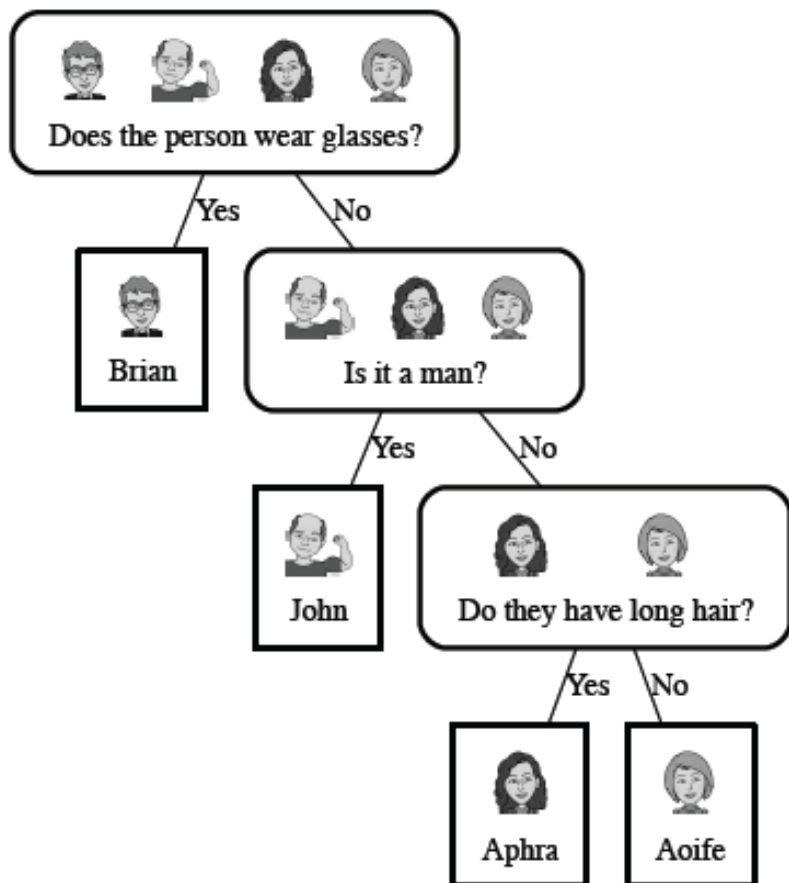 Does the person wear glasses?
Yes
No
Brian
Is it a man?
Yes
No
John
Do they have long hair?
Yes
No
Aphra
Aoife